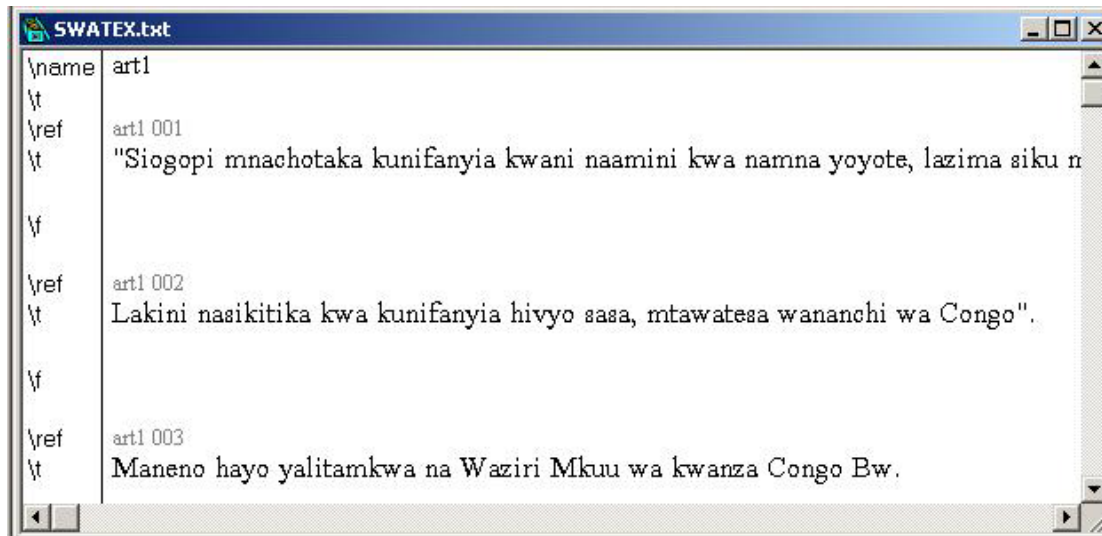 SWATEX.txt
\name art1
\t
\ref art1 001
\t "Siogopi mnachotaka kunifanyia kwani naamini kwa namna yoyote, lazima siku m
\f
\ref art1 002
\t Lakini nasikitika kwa kunifanyia hivyo sasa, mtawatesa wananchi wa Congo".
\f
\ref art1 003
\t Maneno hayo yalitamkwa na Waziri Mkuu wa kwanza Congo Bw.